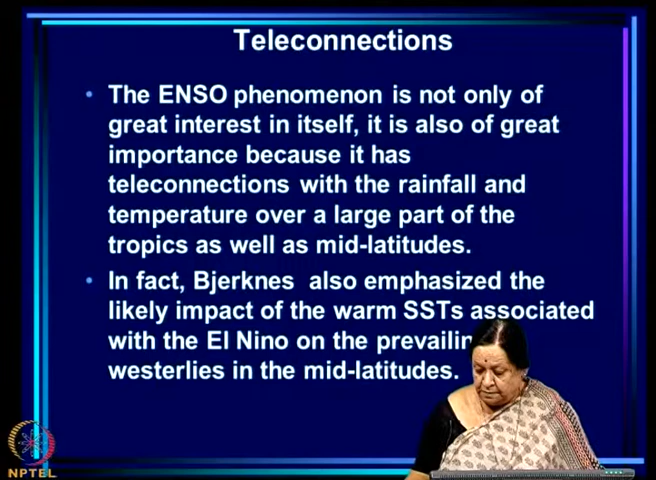 Teleconnections
• The ENSO phenomenon is not only of
great interest in itself, it is also of great
importance because it has
teleconnections with the rainfall and
temperature over a large part of the
tropics as well as mid-latitudes.
• In fact, Bjerknes also emphasized the
likely impact of the warm SSTs associated
with the El Nino on the
westerlies in the mid-latitudes.
NPTEL